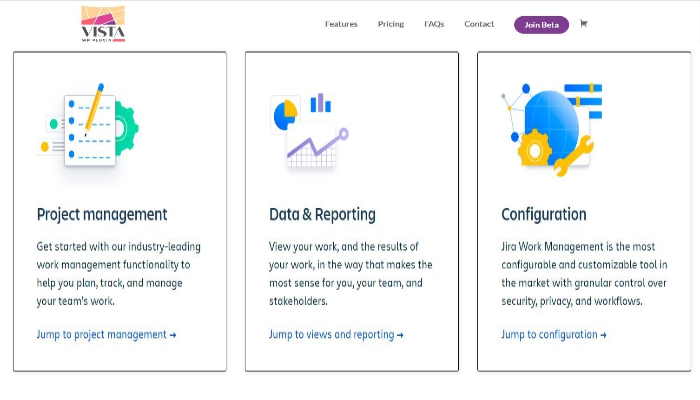 VISTA
WP PLUGIN
Features
Pricing
FAQs
Contact
Join Beta
Project management
Get started with our industry-leading
work management functionality to
help you plan, track, and manage
your team's work.
Jump to project management →
Data & Reporting
View your work, and the results of
your work, in the way that makes the
most sense for you, your team, and
stakeholders.
Jump to views and reporting →
Configuration
Jira Work Management is the most
configurable and customizable tool in
the market with granular control over
security, privacy, and workflows.
Jump to configuration →